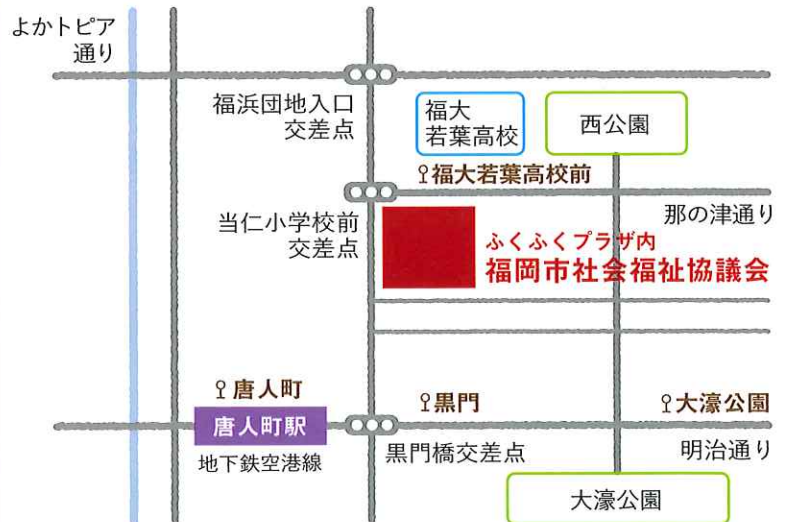 よかトピア
通り
福浜団地入口
交差点
福大
若葉高校
西公園
福大若葉高校前
当仁小学校前
交差点
那の津通り
ふくふくプラザ内
福岡市社会福祉協議会
唐人町
黒門
大濠公園
唐人町駅
地下鉄空港線
黒門橋交差点
明治通り
大濠公園